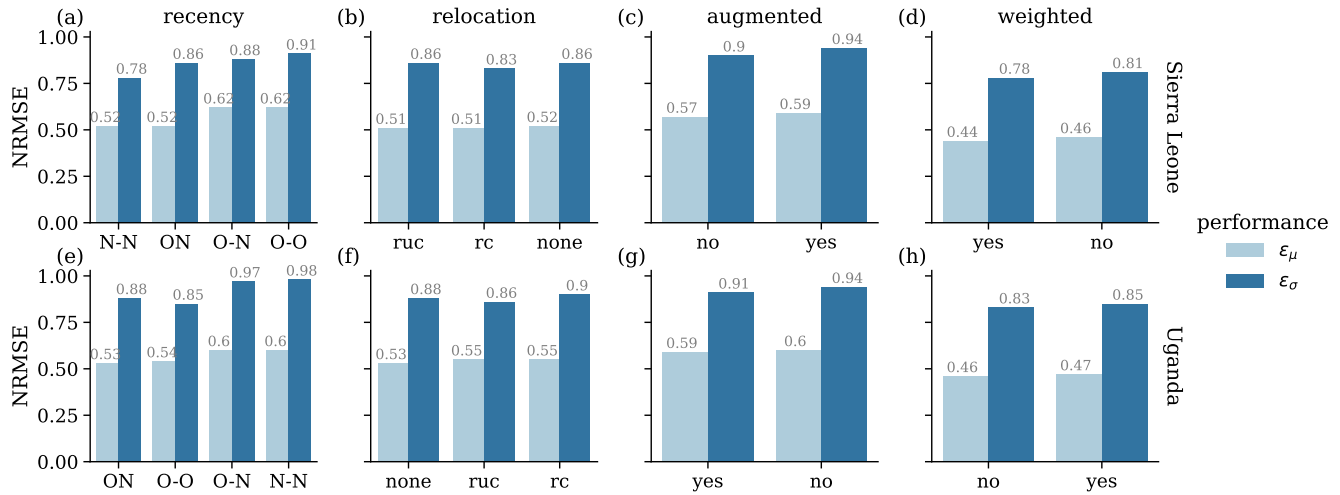 (a) recency (b) relocation (c) augmented (d) weighted
1.00
0.75
0.50
0.25
0.00
NRMSE
0.52 0.78 0.52 0.86 0.62 0.88 0.62 0.91
N-N ON O-N O-O
0.51 0.86 0.51 0.83 0.52 0.86
ruc rc none
0.57 0.9 0.59 0.94
no yes
0.44 0.78 0.46 0.81
yes no
Sierra Leone
(e) (f) (g) (h)
1.00
0.75
0.50
0.25
0.00
NRMSE
0.53 0.88 0.54 0.85 0.6 0.97 0.6 0.98
ON O-O O-N N-N
0.53 0.88 0.55 0.86 0.55 0.9
none ruc rc
0.59 0.91 0.6 0.94
yes no
0.46 0.83 0.47 0.85
no yes
Uganda
performance
εμ
εσ